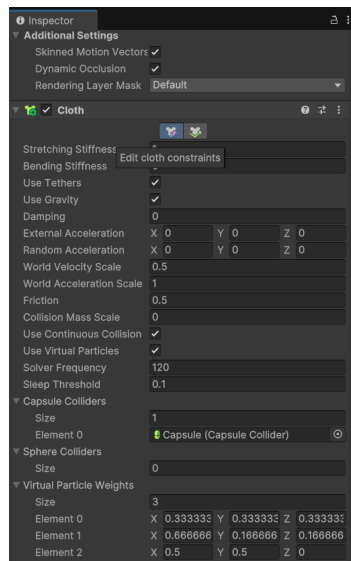 Inspector
Additional Settings
Skinned Motion Vectors
Dynamic Occlusion
Rendering Layer Mask Default
Cloth
Stretching Stiffness
Edit cloth constraints
Bending Stiffness
Use Tethers
Use Gravity
Damping 0
External Acceleration X 0 Y 0 Z 0
Random Acceleration X 0 Y 0 Z 0
World Velocity Scale 0.5
World Acceleration Scale 1
Friction 0.5
Collision Mass Scale 0
Use Continuous Collision
Use Virtual Particles
Solver Frequency 120
Sleep Threshold 0.1
Capsule Colliders
Size 1
Element 0 Capsule (Capsule Collider)
Sphere Colliders
Size 0
Virtual Particle Weights
Size 3
Element 0 X 0.333333 Y 0.333333 Z 0.333333
Element 1 X 0.666666 Y 0.166666 Z 0.166666
Element 2 X 0.5 Y 0.5 Z 0